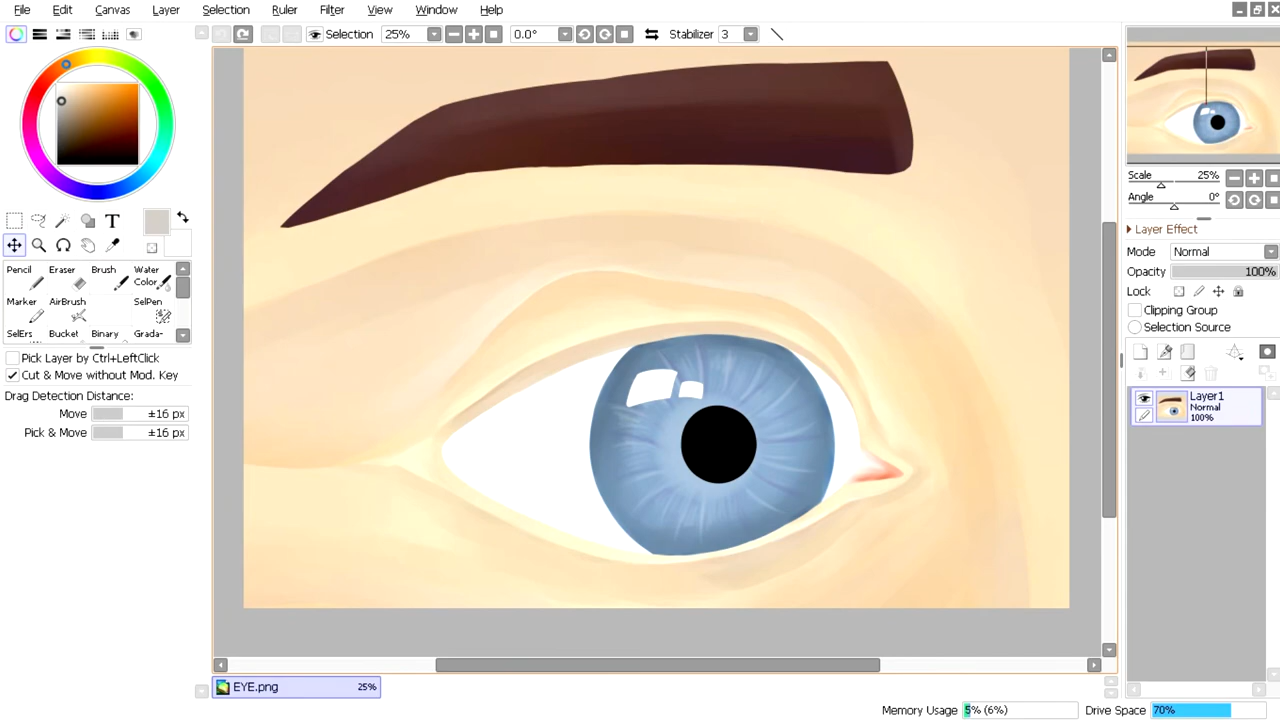 File Edit Canvas Layer Selection Ruler Filter View Window Help
Selection 25% 0.0° Stabilizer 3
T
Pencil Eraser Brush Water Color
Marker AirBrush SelPen
SelErs Bucket Binary Grada-
Pick Layer by Ctrl+LeftClick
Cut & Move without Mod. Key
Drag Detection Distance:
Move ±16 px
Pick & Move ±16 px
Scale 25%
Angle 0°
Layer Effect
Mode Normal
Opacity 100%
Lock
Clipping Group
Selection Source
Layer1
Normal
100%
EYE.png 25%
Memory Usage 5% (6%) Drive Space 70%